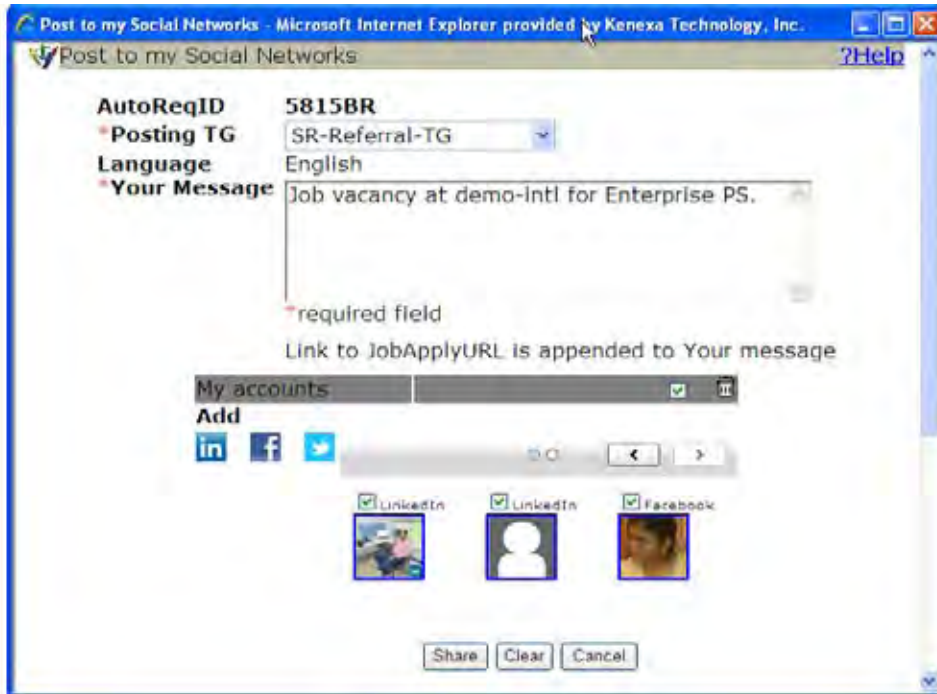 Post to my Social Networks - Microsoft Internet Explorer provided by Kenexa Technology, Inc.
Post to my Social Networks ?Help
AutoReqID 5815BR
*Posting TG SR-Referral-TG
Language English
*Your Message Job vacancy at demo-intl for Enterprise PS.
*required field
Link to JobApplyURL is appended to Your message
My accounts
Add
in f
< >
LinkedIn LinkedIn Facebook
Share Clear Cancel